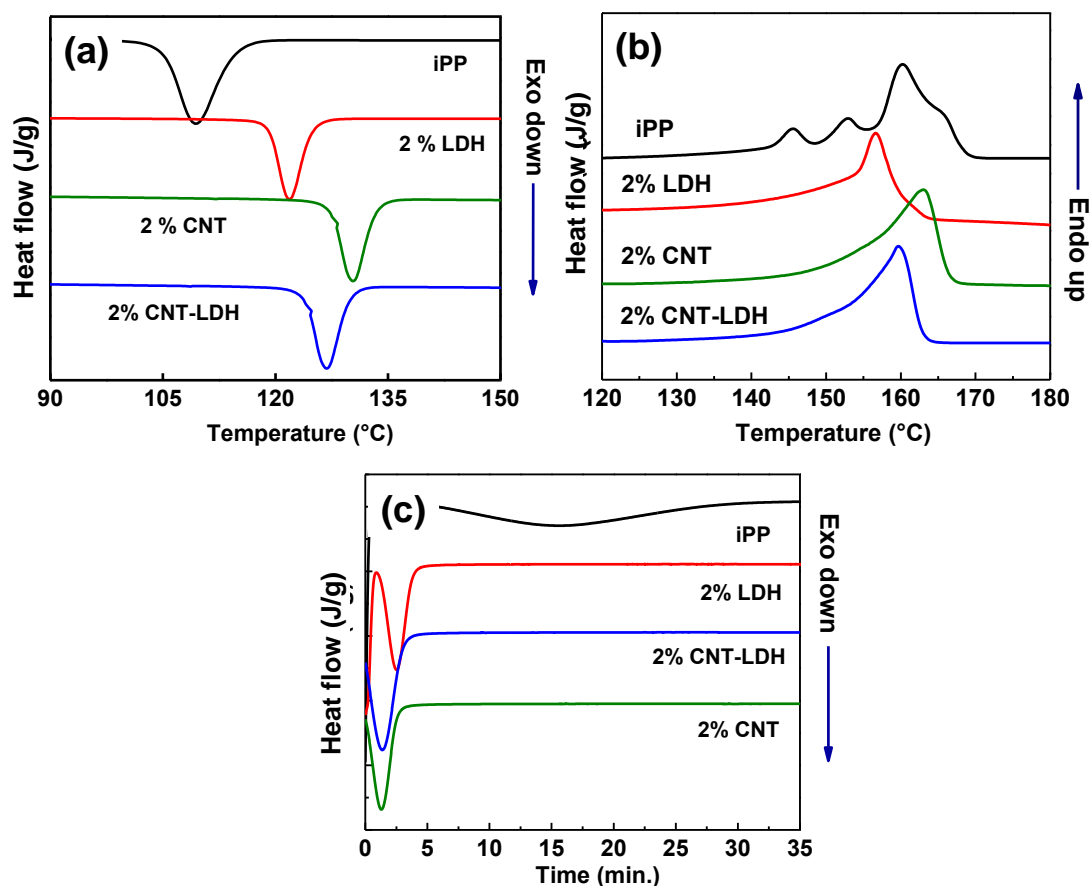 (a)
iPP
2 % LDH
2 % CNT
2% CNT-LDH
Heat flow (J/g)
Exo down
90 105 120 135 150
Temperature (°C)
(b)
iPP
2% LDH
2% CNT
2% CNT-LDH
Heat flow (J/g)
Endo up
120 130 140 150 160 170 180
Temperature (°C)
(c)
iPP
2% LDH
2% CNT-LDH
2% CNT
Heat flow (J/g)
Exo down
0 5 10 15 20 25 30 35
Time (min.)